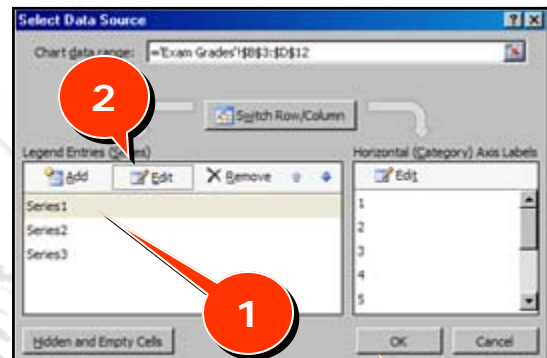 Select Data Source
Chart data range: ='Exam Grades'!$B$3:$D$12
2
Switch Row/Column
Legend Entries (Series)
Horizontal (Category) Axis Labels
Add Edit Remove
Edit
Series1
1
Series2
2
Series3
3
4
5
1
Hidden and Empty Cells
OK Cancel